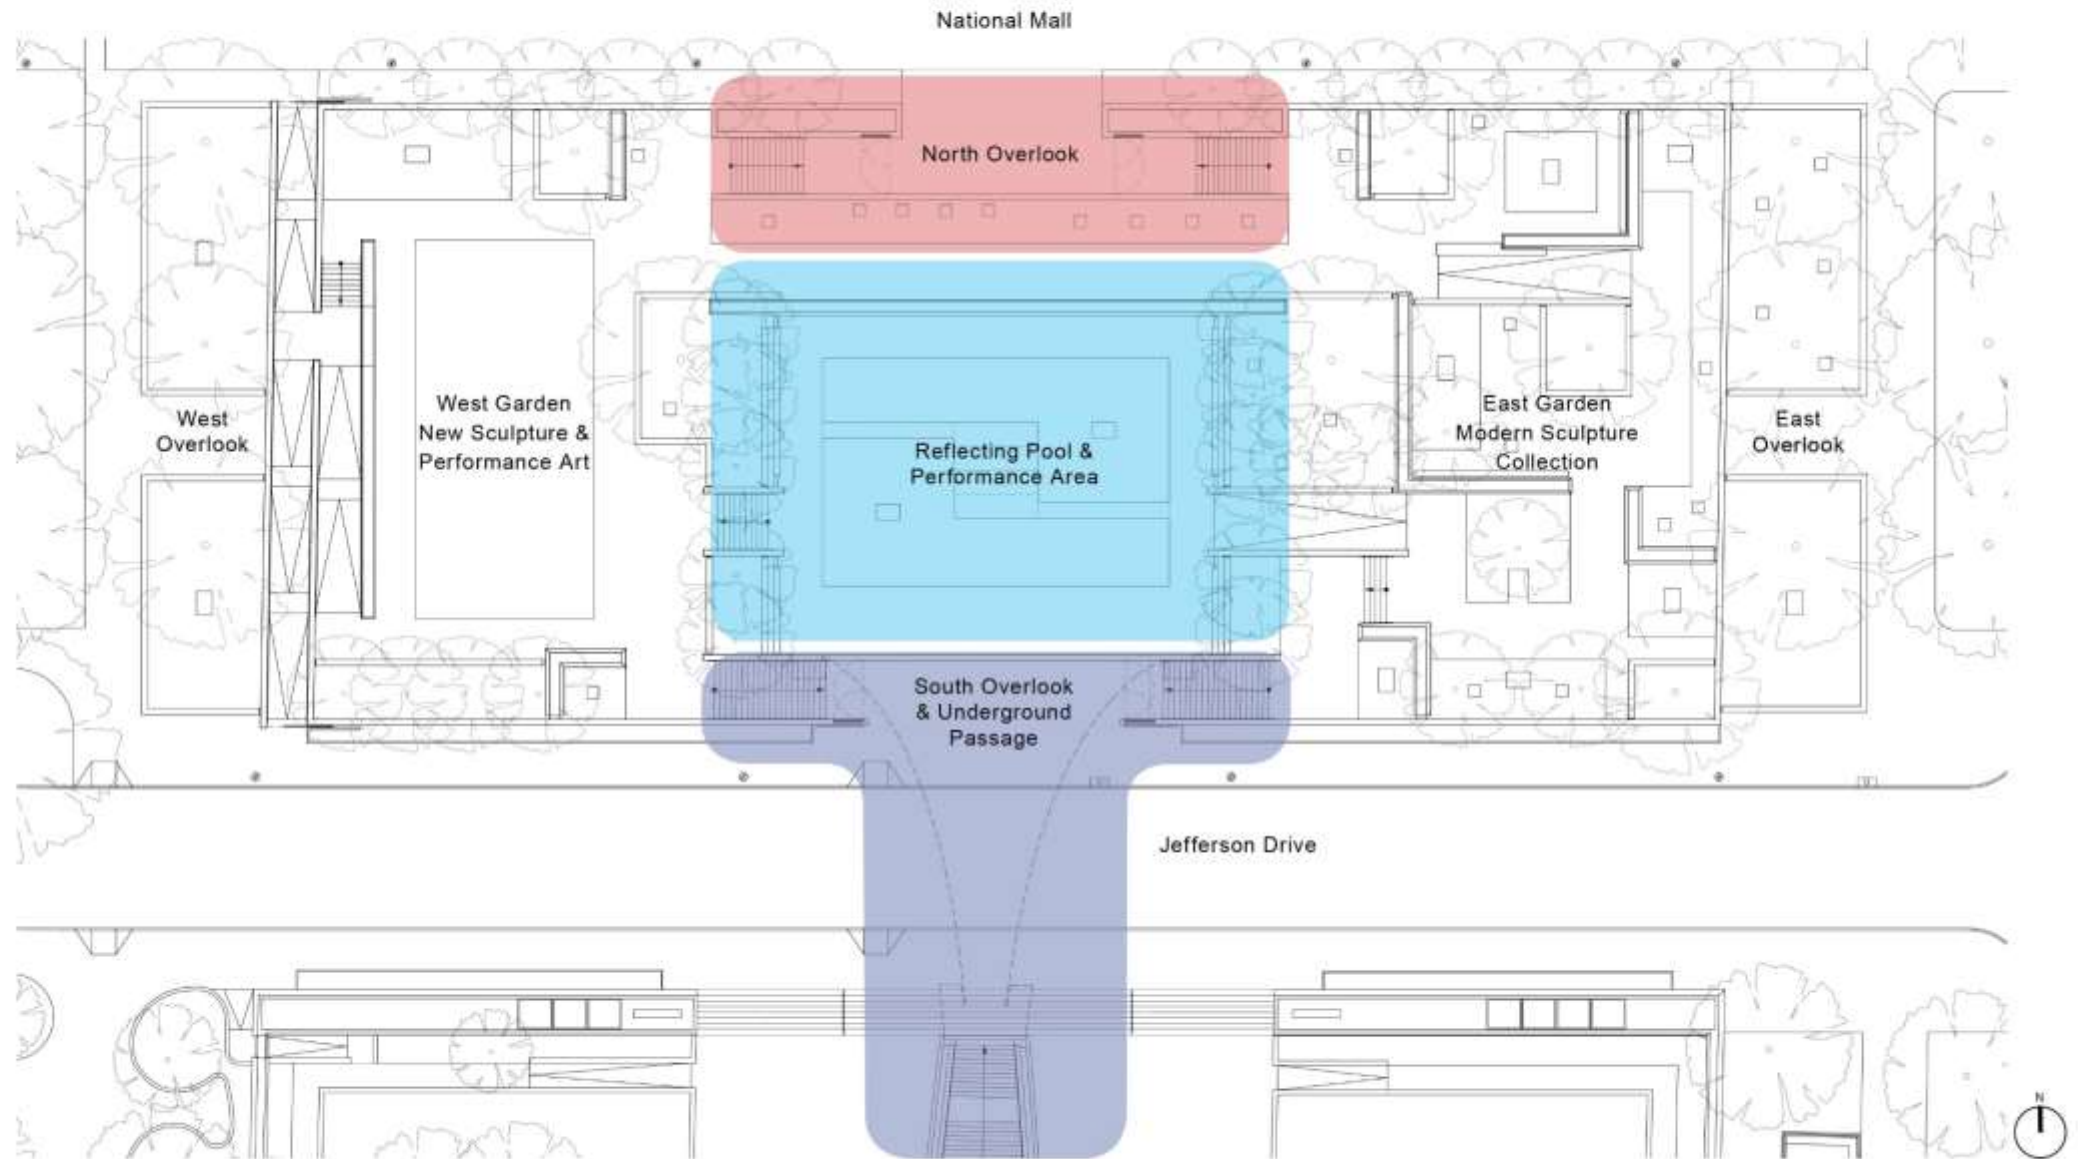 National Mall
North Overlook
West
Overlook
West Garden
New Sculpture &
Performance Art
Reflecting Pool &
Performance Area
East Garden
Modern Sculpture
Collection
East
Overlook
South Overlook
& Underground
Passage
Jefferson Drive
N